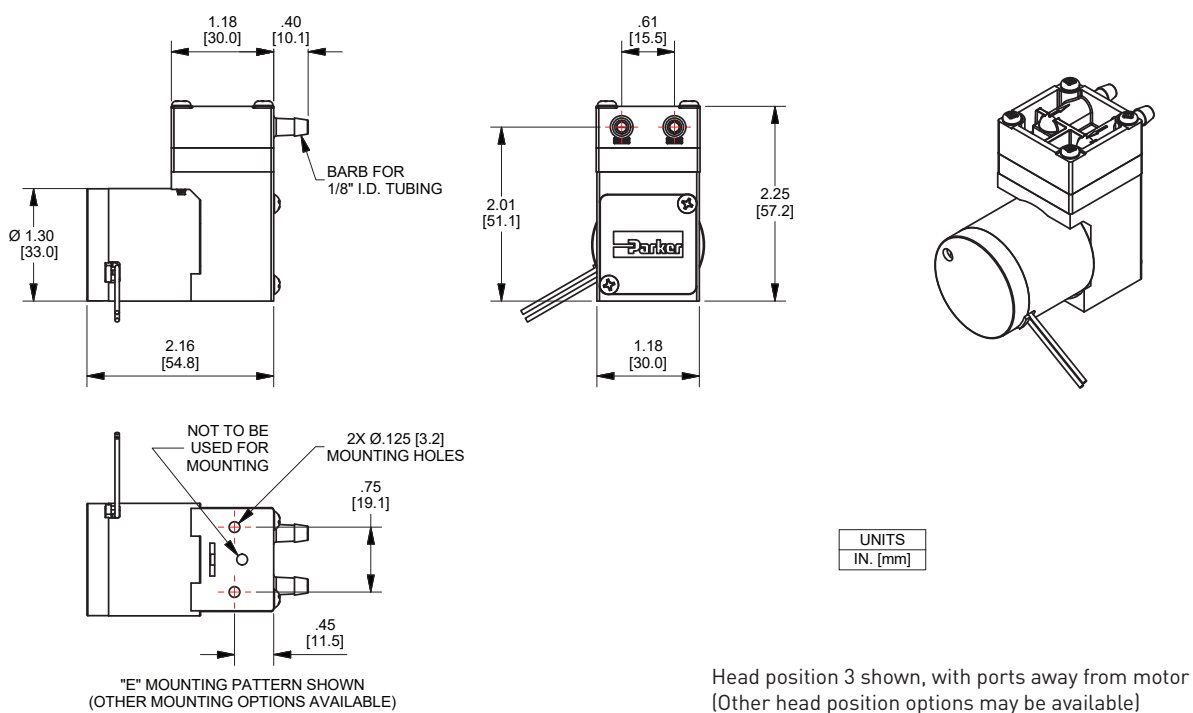 1.18
[30.0]
.40
[10.1]
BARB FOR
1/8" I.D. TUBING
Ø 1.30
[33.0]
2.16
[54.8]
.61
[15.5]
2.01
[51.1]
Parker
2.25
[57.2]
1.18
[30.0]
NOT TO BE
USED FOR
MOUNTING
2X Ø.125 [3.2]
MOUNTING HOLES
.75
[19.1]
.45
[11.5]
"E" MOUNTING PATTERN SHOWN
(OTHER MOUNTING OPTIONS AVAILABLE)
UNITS
IN. [mm]
Head position 3 shown, with ports away from motor
(Other head position options may be available)